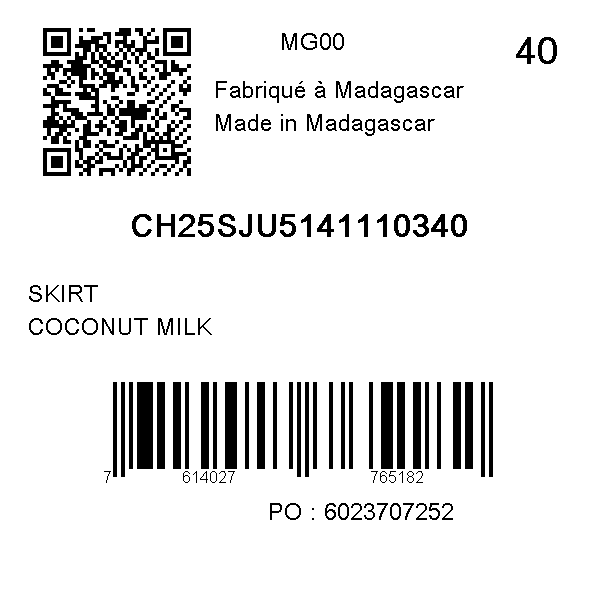 MG00
40
Fabriqué à Madagascar
Made in Madagascar
CH25SJU5141110340
SKIRT
COCONUT MILK
7 614027 765182
PO : 6023707252